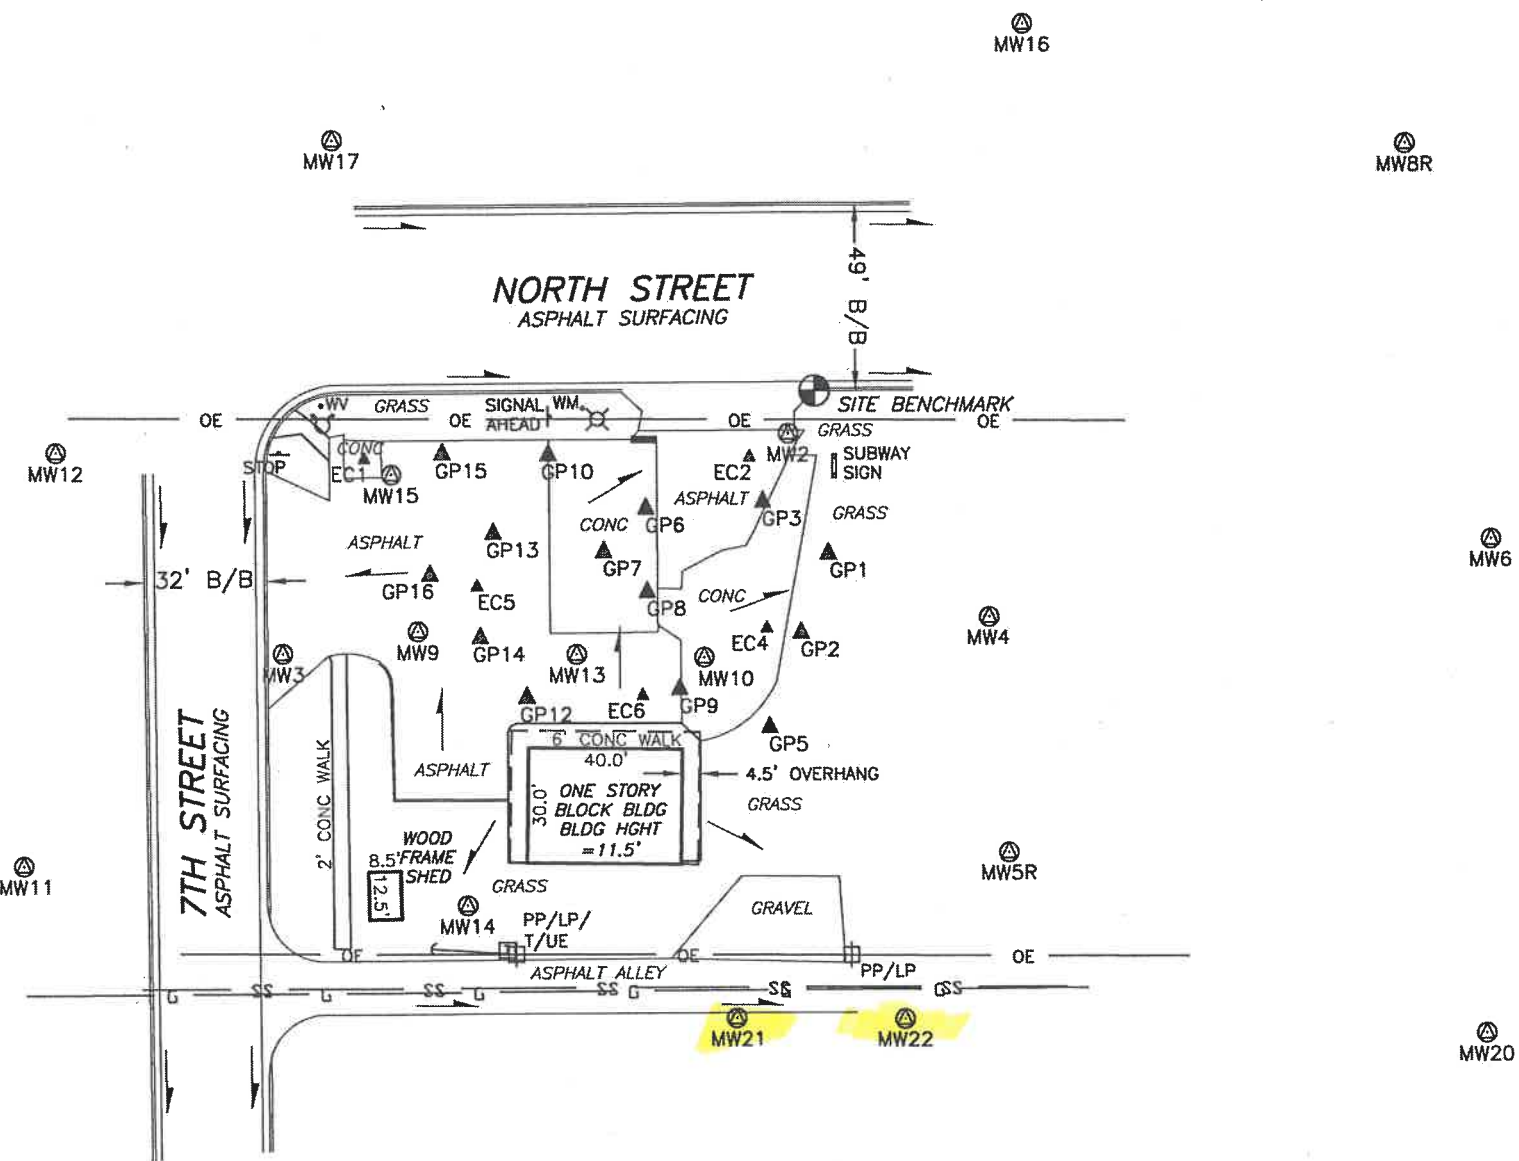 MW16
MW17
MW8R
49' B/B
NORTH STREET
ASPHALT SURFACING
WV
GRASS
OE
OE
SIGNAL
AHEAD
WM
OE
SITE BENCHMARK
OE
GRASS
MW12
STOP
CONC
EC1
MW15
GP15
GP10
EC2
MW2
SUBWAY
SIGN
ASPHALT
GP3
GRASS
GP6
CONC
ASPHALT
GP13
GP7
GP1
MW6
32' B/B
GP16
EC5
GP8
CONC
MW4
MW9
GP14
EC4
GP2
MW3
MW13
MW10
GP12
EC6
GP9
GP5
7TH STREET
ASPHALT SURFACING
2' CONC WALK
6' CONC WALK
40.0'
ASPHALT
4.5' OVERHANG
30.0'
ONE STORY
BLOCK BLDG
BLDG HGHT
=11.5'
GRASS
WOOD
FRAME
SHED
8.5'
12.5'
MW11
MW5R
GRASS
GRAVEL
MW14
PP/LP/
T/UE
OE
OE
OE
ASPHALT ALLEY
PP/LP
G
SS
G
SS
G
SS
G
SS
G
G
SS
MW21
MW22
MW20